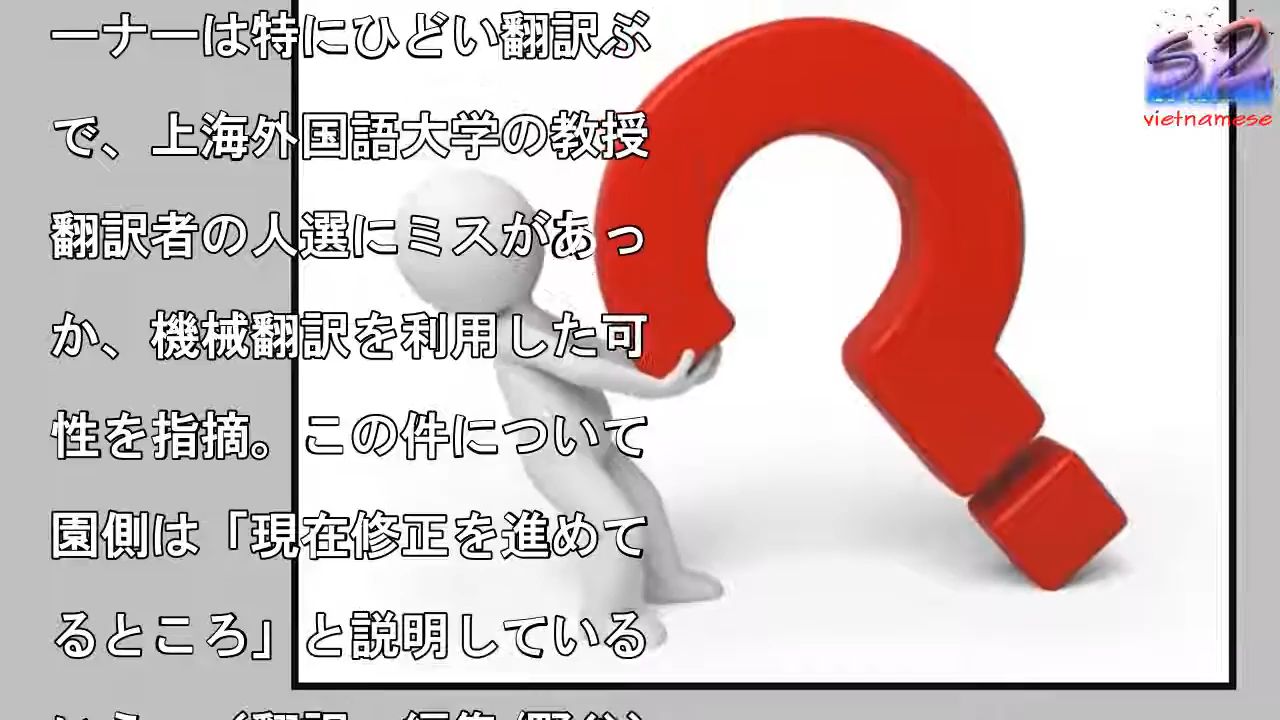 ーナーは特にひどい翻訳ぶ
で、上海外国語大学の教授
翻訳者の人選にミスがあっ
か、機械翻訳を利用した可
性を指摘。この件について
園側は「現在修正を進めて
るところ」と説明している
S2
vietnamese